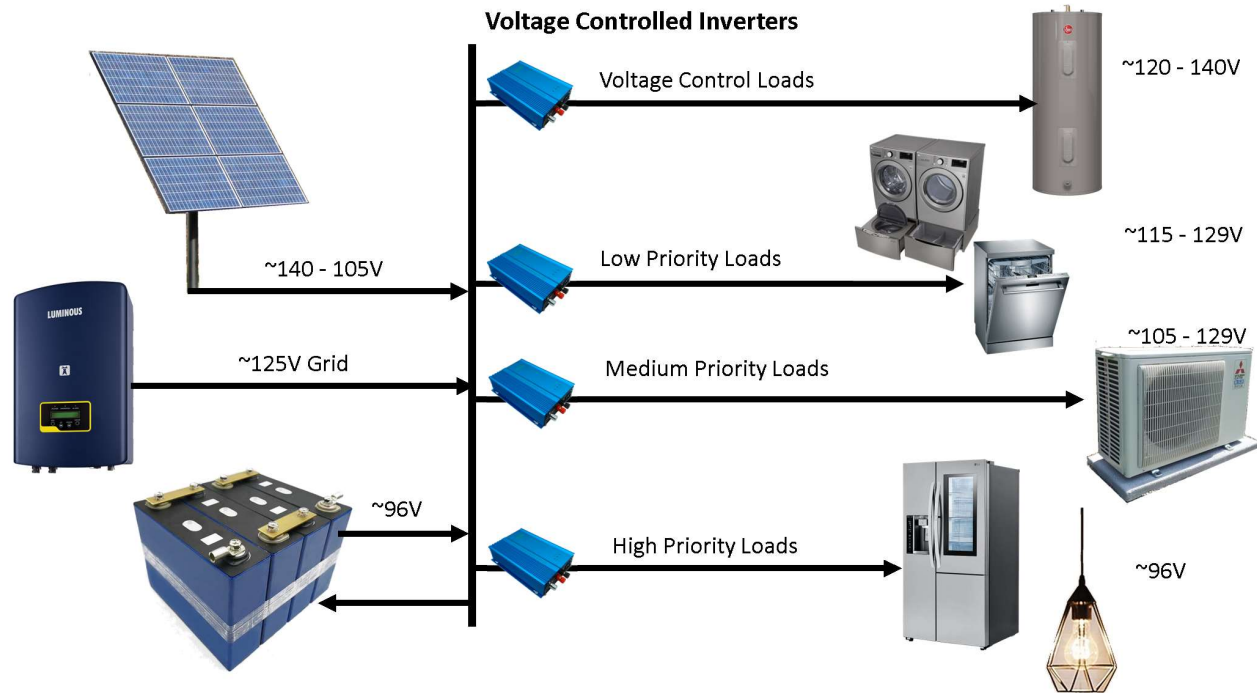 Voltage Controlled Inverters
Voltage Control Loads
~120 - 140V
~115 - 129V
Low Priority Loads
~140 - 105V
LUMINOUS
~125V Grid
~105 - 129V
Medium Priority Loads
~96V
High Priority Loads
~96V